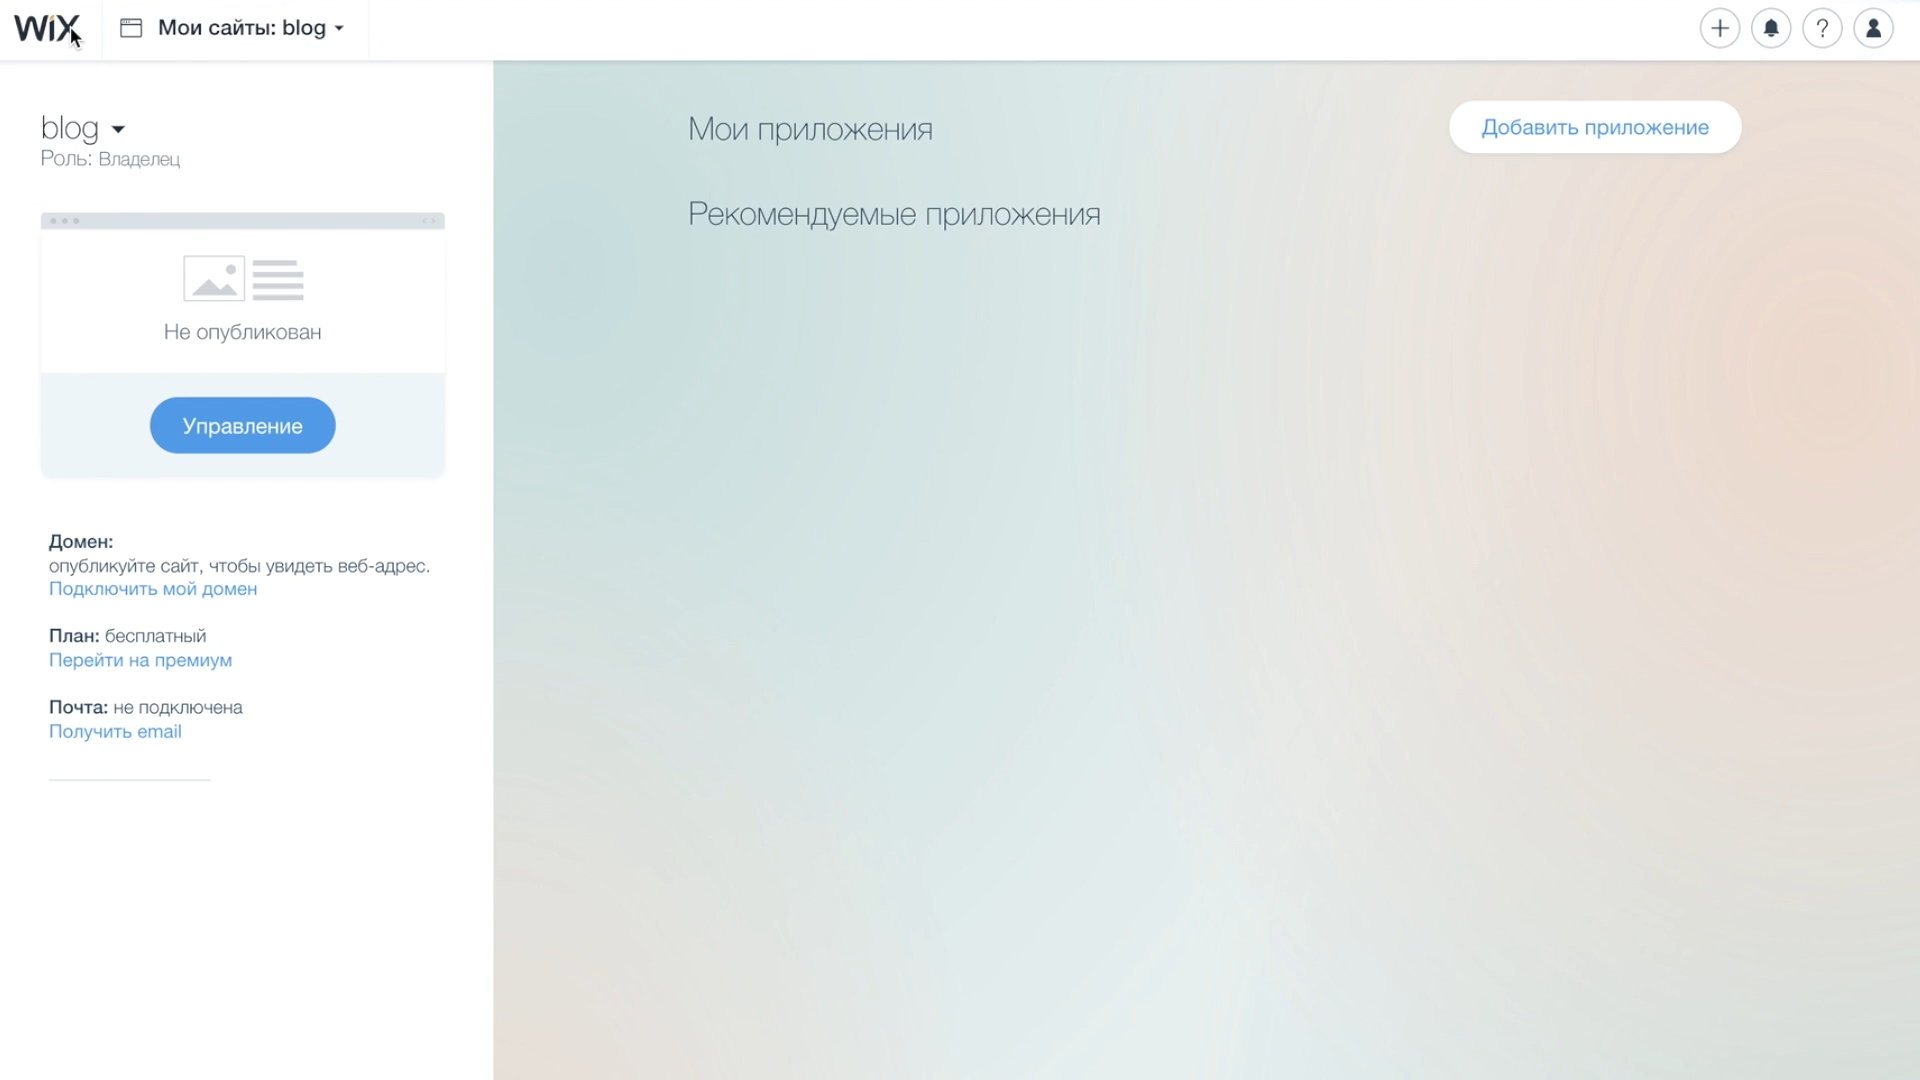 WiX
Мои сайты: blog
blog
Роль: Владелец
Не опубликован
Управление
Домен:
опубликуйте сайт, чтобы увидеть веб-адрес.
Подключить мой домен
План: бесплатный
Перейти на премиум
Почта: не подключена
Получить email
Мои приложения
Добавить приложение
Рекомендуемые приложения